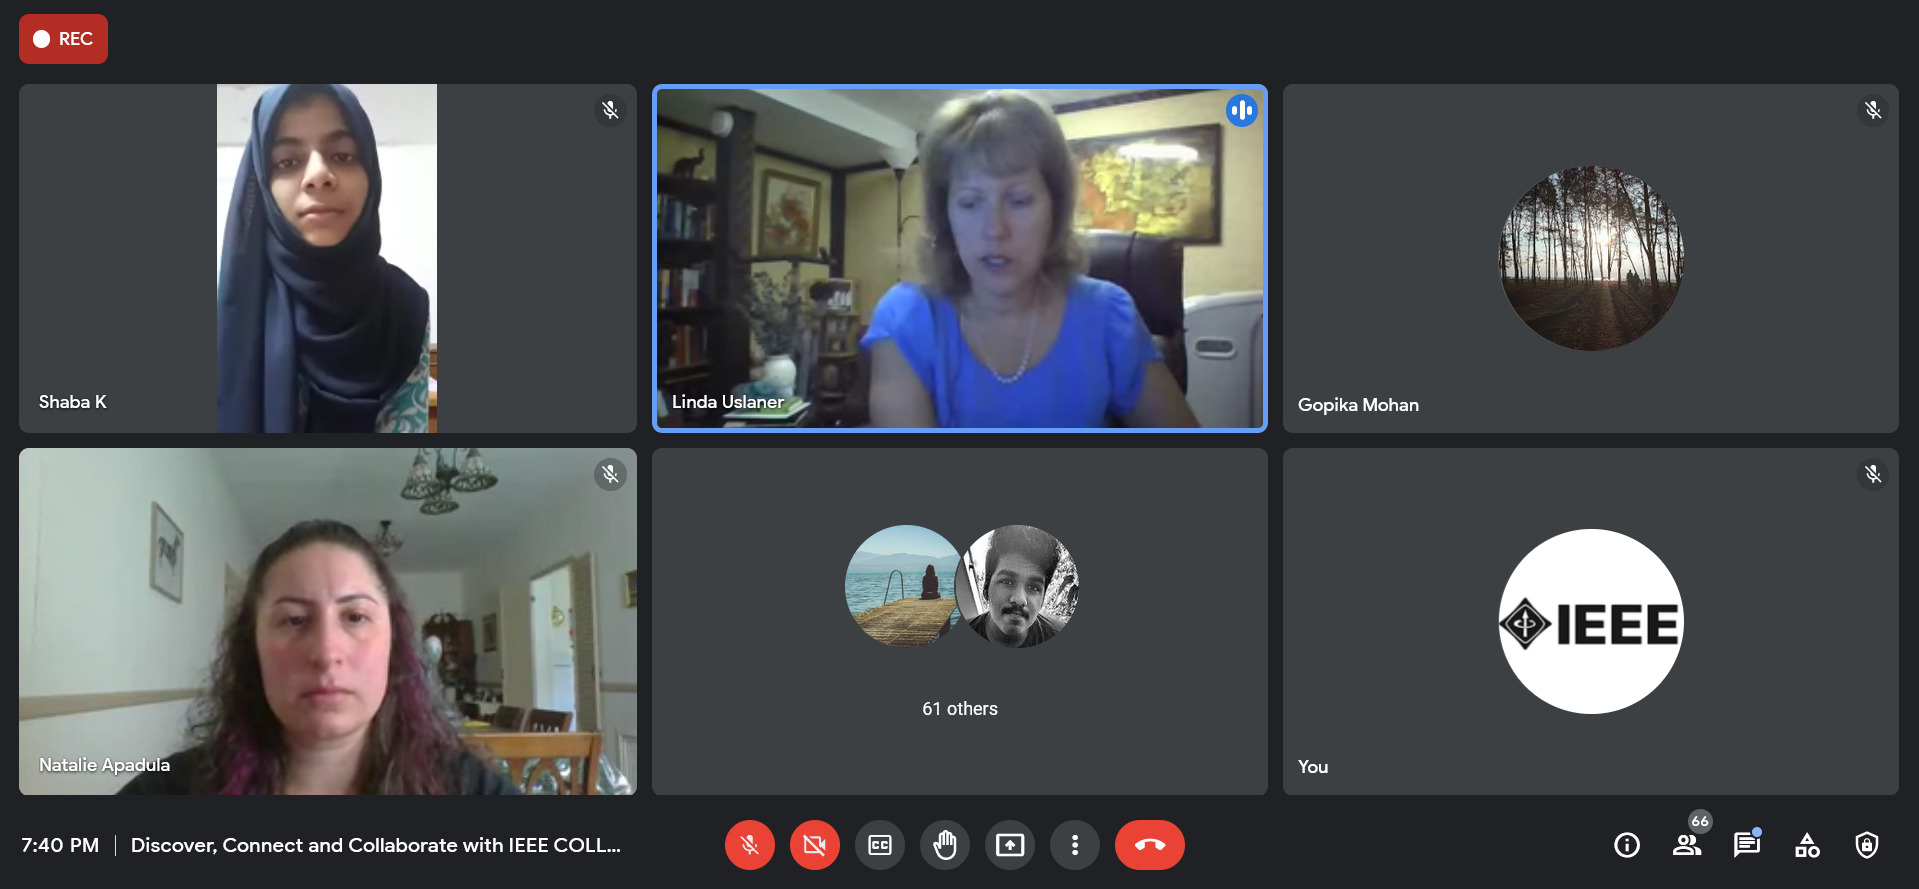 REC
Shaba K
Linda Uslaner
Gopika Mohan
Natalie Apadula
61 others
IEEE
You
7:40 PM | Discover, Connect and Collaborate with IEEE COLL...
CC
66